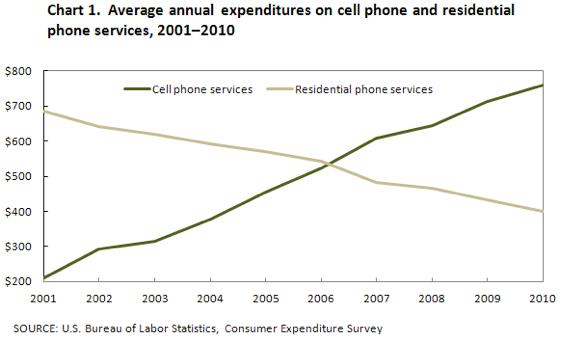 Chart 1.  Average annual expenditures on cell phone and residential
phone services, 2001–2010
$800
Cell phone services
Residential phone services
$700
$600
$500
$400
$300
$200
2001 2002 2003 2004 2005 2006 2007 2008 2009 2010
SOURCE: U.S. Bureau of Labor Statistics, Consumer Expenditure Survey